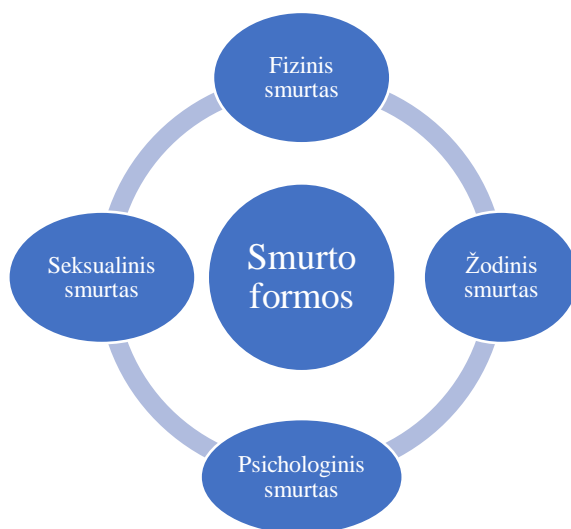 Fizinis
smurtas
Seksualinis
smurtas
Smurto
formos
Žodinis
smurtas
Psichologinis
smurtas